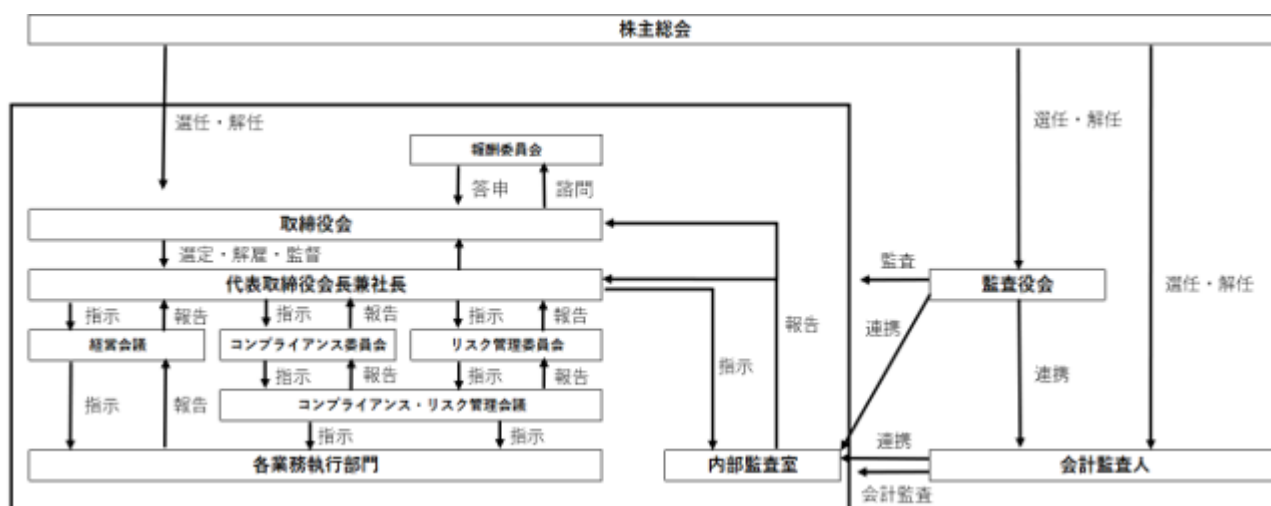 株主総会
選任・解任
選任・解任
報酬委員会
答申
諮問
取締役会
選定・解雇・監督
監査
代表取締役会長兼社長
監査役会
選任・解任
指示
報告
指示
報告
指示
報告
報告
連携
経営会議
コンプライアンス委員会
リスク管理委員会
指示
指示
報告
指示
報告
連携
指示
報告
コンプライアンス・リスク管理会議
指示
指示
連携
各業務執行部門
内部監査室
会計監査人
会計監査